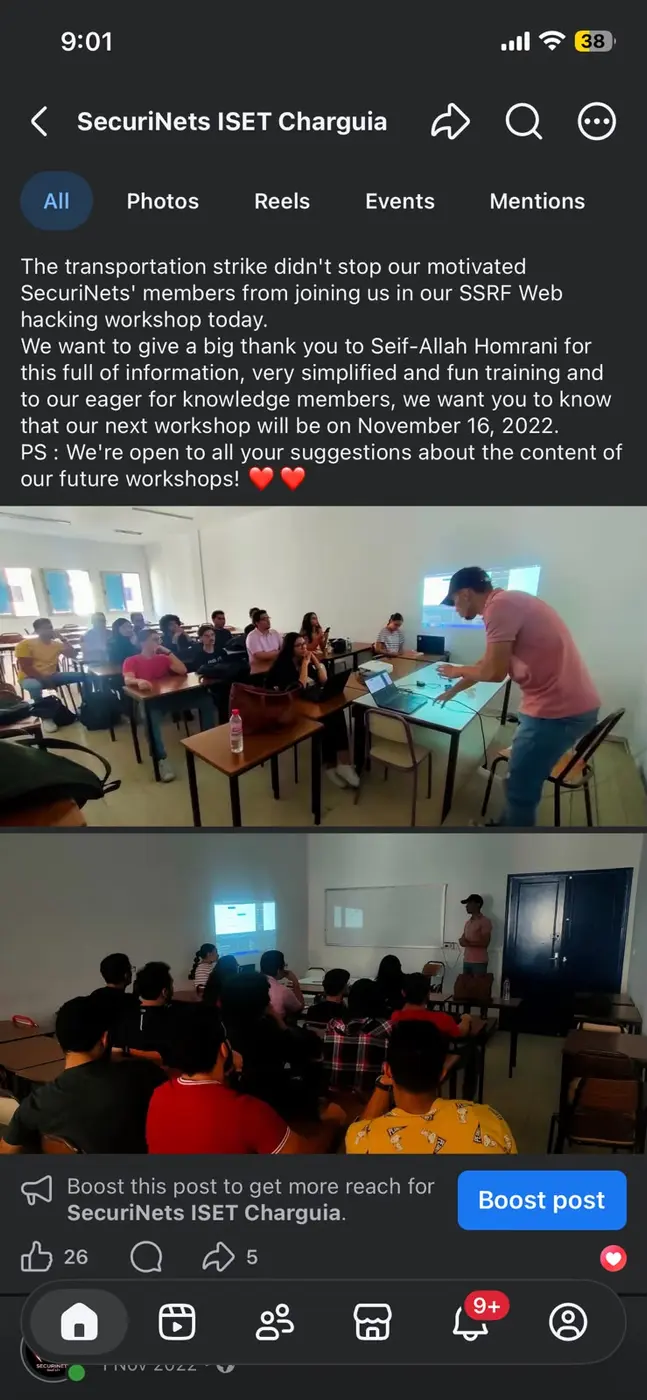 9:01
38
SecuriNets ISET Charguia
All Photos Reels Events Mentions
The transportation strike didn't stop our motivated
SecuriNets' members from joining us in our SSRF Web
hacking workshop today.
We want to give a big thank you to Seif-Allah Homrani for
this full of information, very simplified and fun training and
to our eager for knowledge members, we want you to know
that our next workshop will be on November 16, 2022.
PS : We're open to all your suggestions about the content of
our future workshops! ❤️ ❤️
Boost this post to get more reach for
SecuriNets ISET Charguia.
Boost post
26 5
9+
SECURINETS
1 Nov 2022